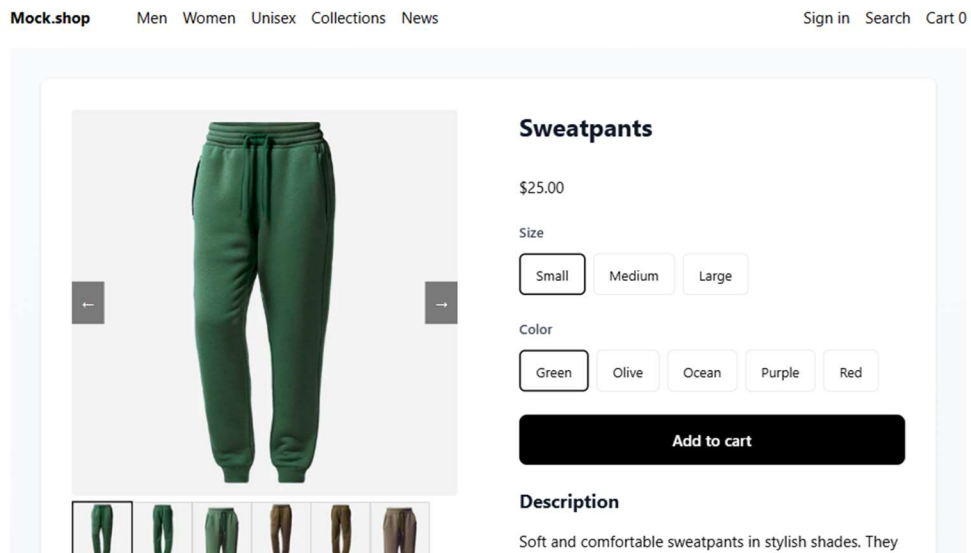 Mock.shop Men Women Unisex Collections News Sign in Search Cart 0
←
→
Sweatpants
$25.00
Size
Small Medium Large
Color
Green Olive Ocean Purple Red
Add to cart
Description
Soft and comfortable sweatpants in stylish shades. They